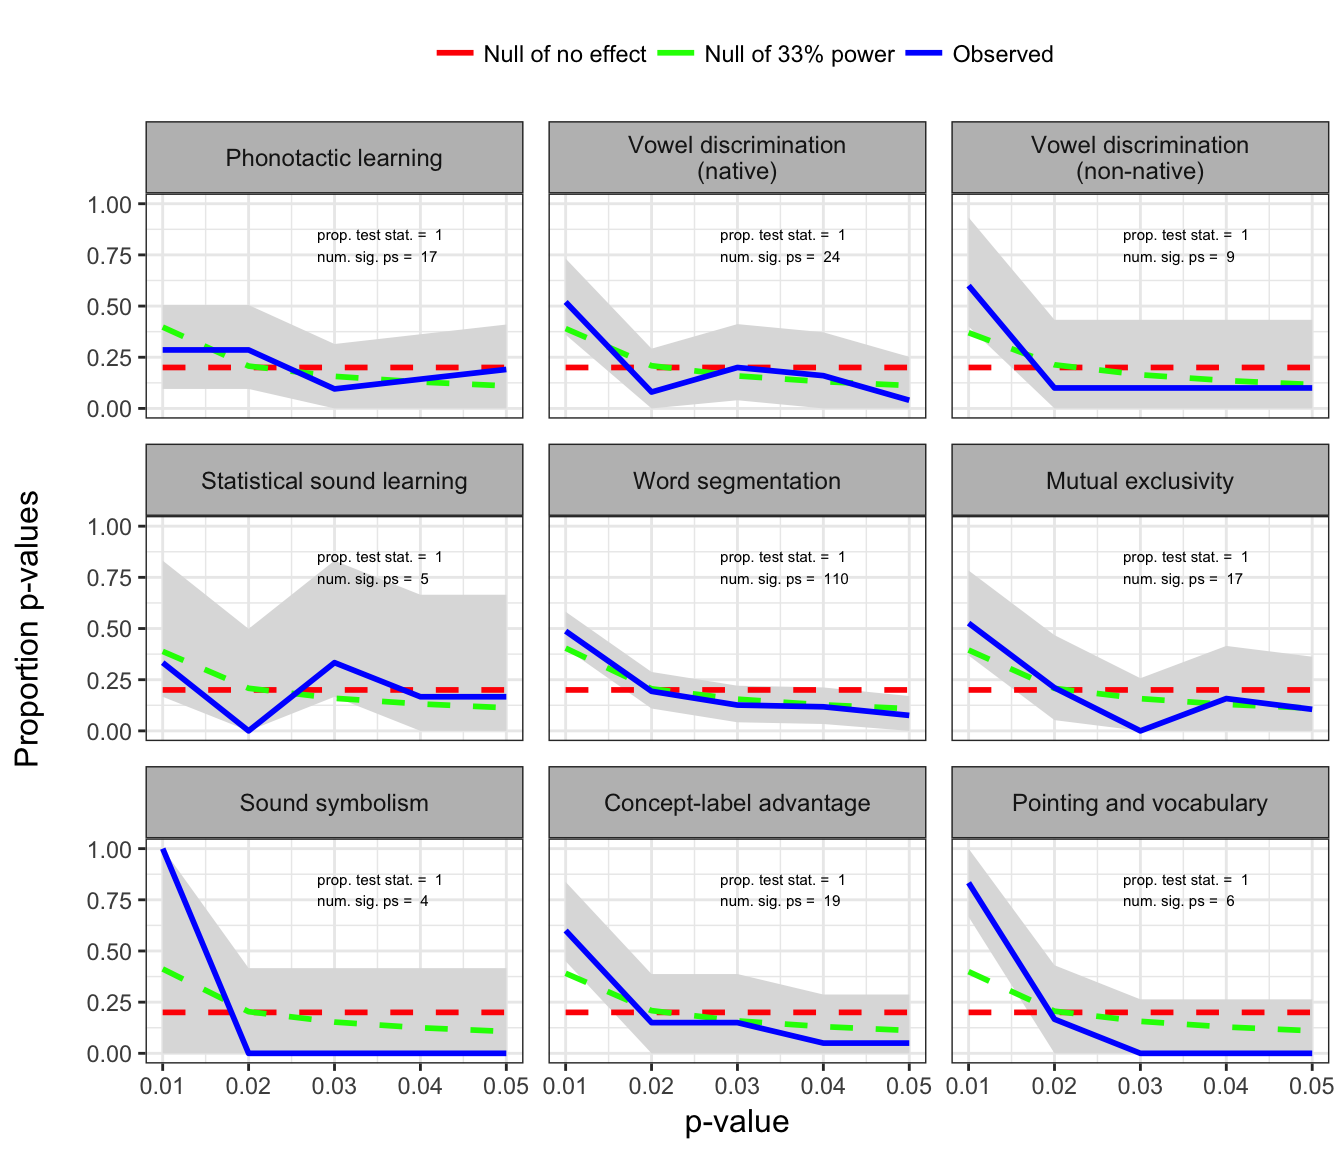 Null of no effect Null of 33% power Observed
Phonotactic learning
Vowel discrimination
(native)
Vowel discrimination
(non-native)
1.00
0.75
0.50
0.25
0.00
prop. test stat. = 1
num. sig. ps = 17
prop. test stat. = 1
num. sig. ps = 24
prop. test stat. = 1
num. sig. ps = 9
Statistical sound learning
Word segmentation
Mutual exclusivity
1.00
0.75
0.50
0.25
0.00
prop. test stat. = 1
num. sig. ps = 5
prop. test stat. = 1
num. sig. ps = 110
prop. test stat. = 1
num. sig. ps = 17
Proportion p-values
Sound symbolism
Concept-label advantage
Pointing and vocabulary
1.00
0.75
0.50
0.25
0.00
prop. test stat. = 1
num. sig. ps = 4
prop. test stat. = 1
num. sig. ps = 19
prop. test stat. = 1
num. sig. ps = 6
0.01 0.02 0.03 0.04 0.05
0.01 0.02 0.03 0.04 0.05
0.01 0.02 0.03 0.04 0.05
p-value